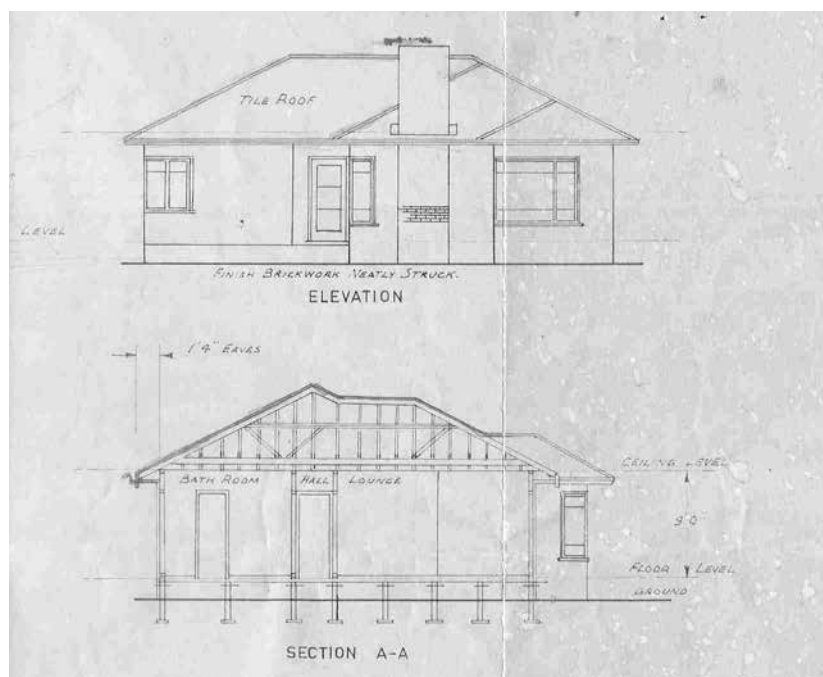 TILE ROOF
LEVEL
FINISH BRICKWORK NEATLY STRUCK.
ELEVATION
1'4" EAVES
CEILING LEVEL
BATH ROOM HALL LOUNGE
9'0"
FLOOR LEVEL
GROUND
SECTION A-A